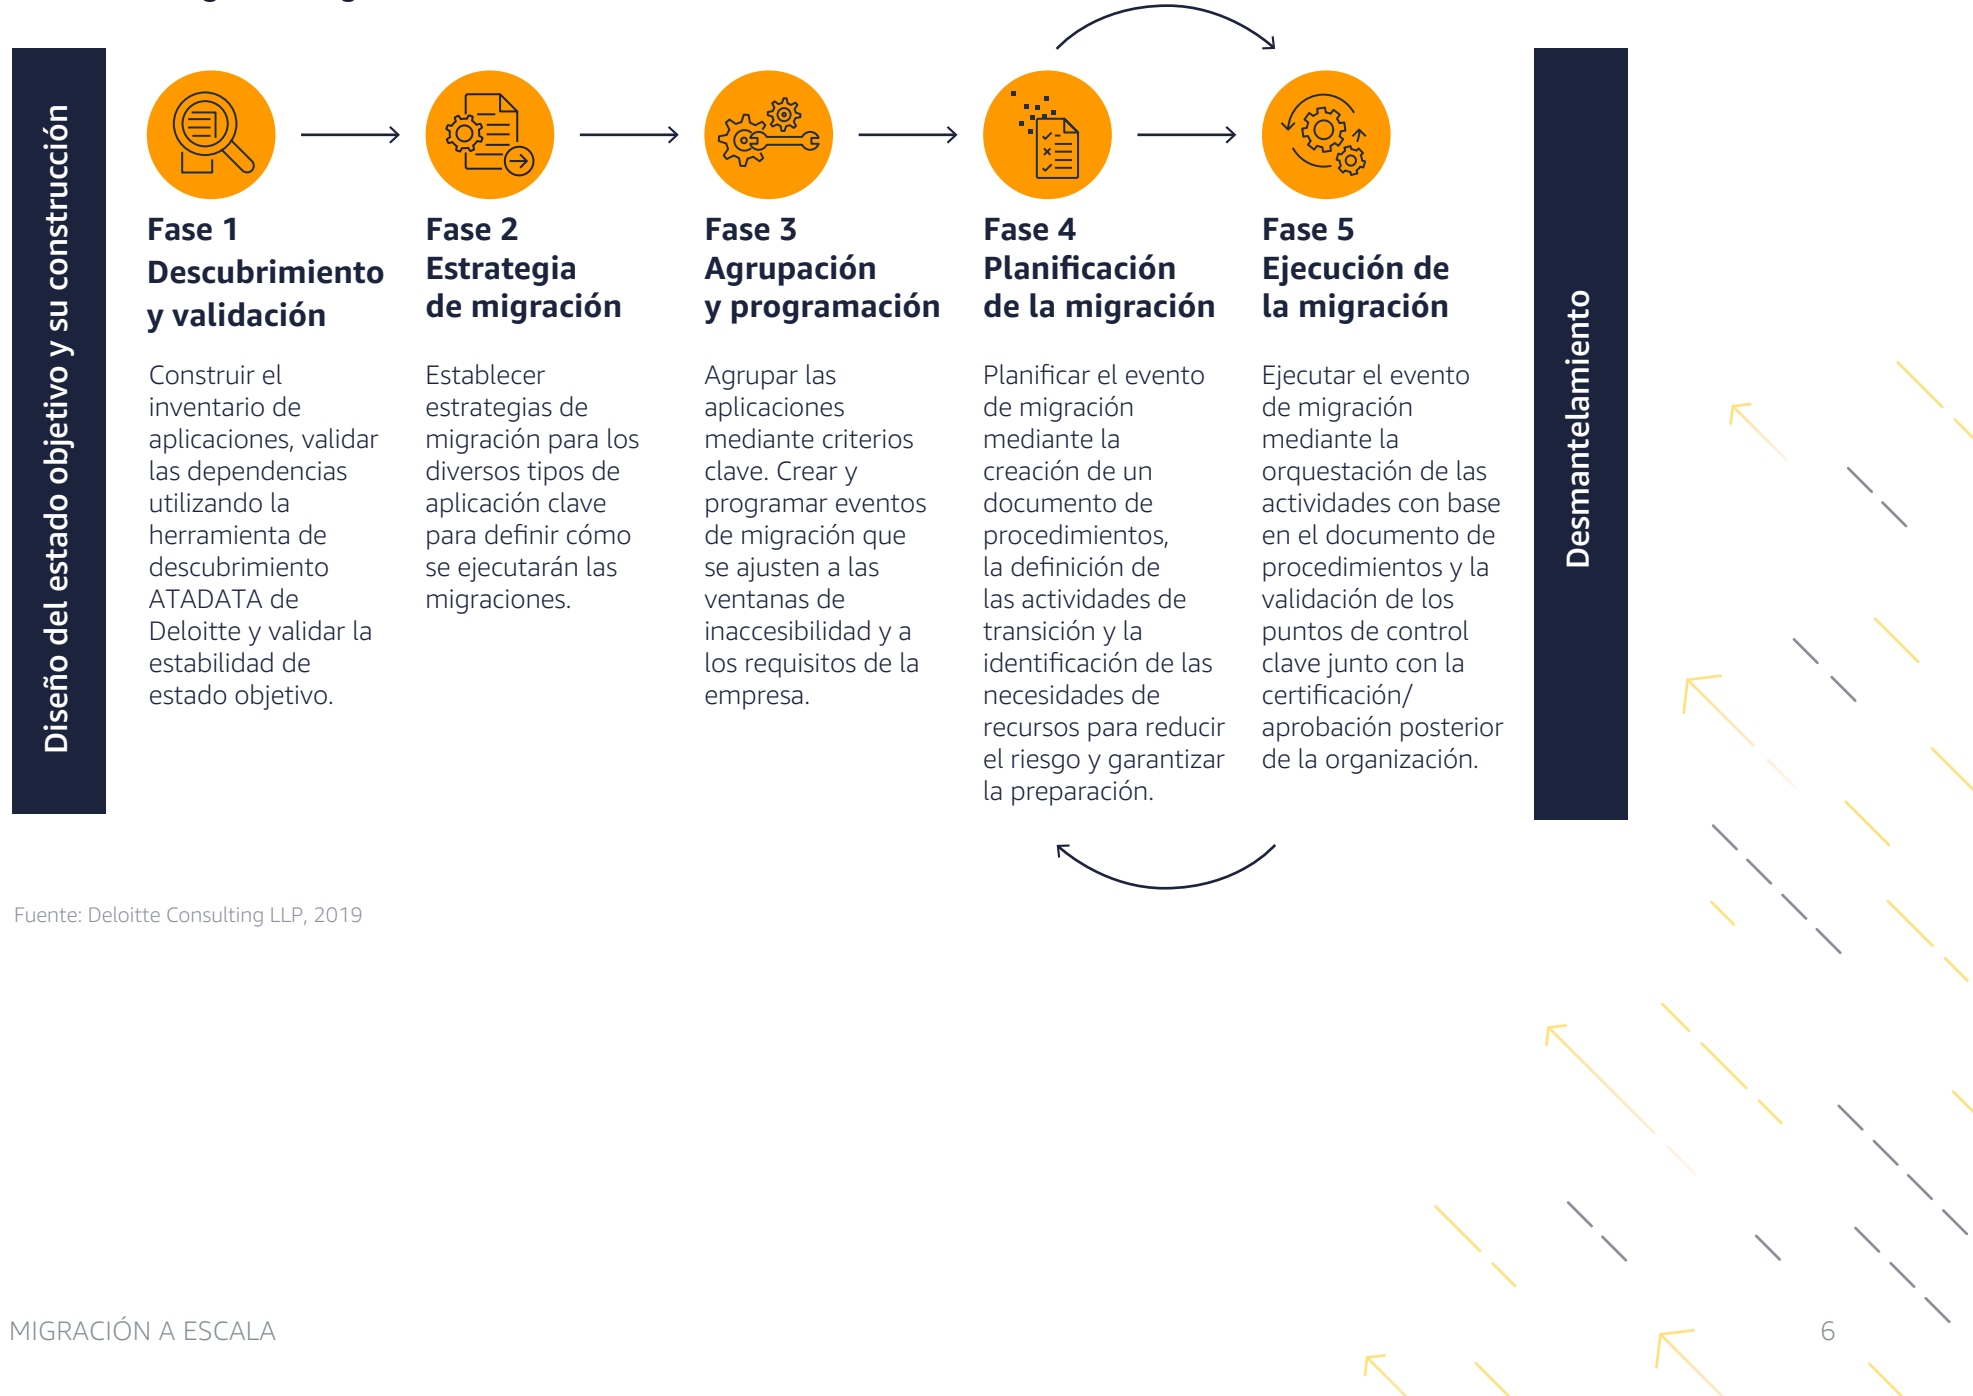 Diseño del estado objetivo y su construcción
Fase 1
Descubrimiento
y validación
Construir el
inventario de
aplicaciones, validar
las dependencias
utilizando la
herramienta de
descubrimiento
ATADATA de
Deloitte y validar la
estabilidad de
estado objetivo.
Fase 2
Estrategia
de migración
Establecer
estrategias de
migración para los
diversos tipos de
aplicación clave
para definir cómo
se ejecutarán las
migraciones.
Fase 3
Agrupación
y programación
Agrupar las
aplicaciones
mediante criterios
clave. Crear y
programar eventos
de migración que
se ajusten a las
ventanas de
inaccesibilidad y a
los requisitos de la
empresa.
Fase 4
Planificación
de la migración
Planificar el evento
de migración
mediante la
creación de un
documento de
procedimientos,
la definición de
las actividades de
transición y la
identificación de las
necesidades de
recursos para reducir
el riesgo y garantizar
la preparación.
Fase 5
Ejecución de
la migración
Ejecutar el evento
de migración
mediante la
orquestación de las
actividades con base
en el documento de
procedimientos y la
validación de los
puntos de control
clave junto con la
certificación/
aprobación posterior
de la organización.
Desmantelamiento
Fuente: Deloitte Consulting LLP, 2019
MIGRACIÓN A ESCALA
6